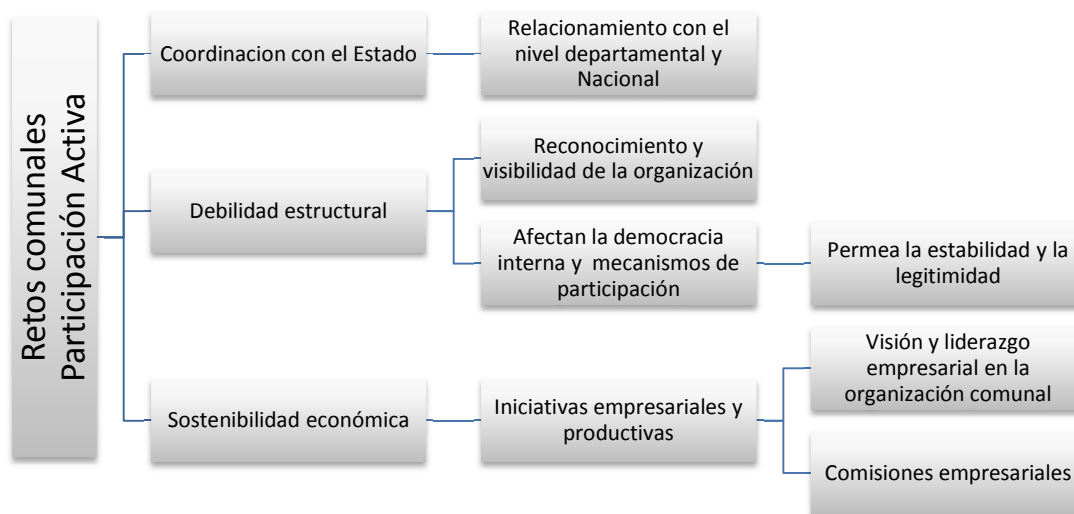 Retos comunales
Participación Activa
Coordinacion con el Estado
Relacionamiento con el
nivel departamental y
Nacional
Debilidad estructural
Reconocimiento y
visibilidad de la organización
Afectan la democracia
interna y mecanismos de
participación
Permea la estabilidad y la
legitimidad
Sostenibilidad económica
Iniciativas empresariales y
productivas
Visión y liderazgo
empresarial en la
organización comunal
Comisiones empresariales